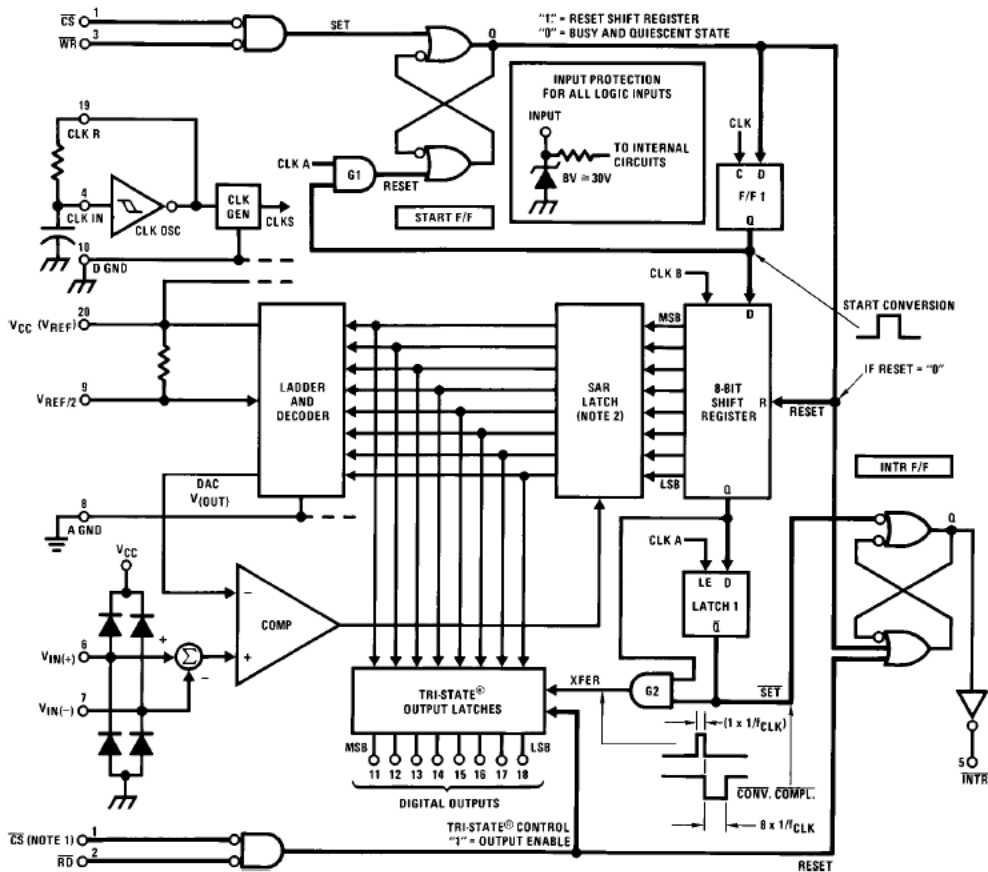 CS 1
WR 3
SET
Q
"1" = RESET SHIFT REGISTER
"0" = BUSY AND QUIESCENT STATE
INPUT PROTECTION
FOR ALL LOGIC INPUTS
INPUT
TO INTERNAL
CIRCUITS
BV ≅ 30V
CLK
C D
F/F 1
Q
19
CLK R
CLK A
G1
RESET
START F/F
4
CLK IN
CLK OSC
CLK
GEN
CLKS
10
D GND
CLK B
D
START CONVERSION
20
VCC (VREF)
9
VREF/2
LADDER
AND
DECODER
SAR
LATCH
(NOTE 2)
MSB
LSB
8-BIT
SHIFT
REGISTER
R
Q
RESET
IF RESET = "0"
INTR F/F
DAC
V(OUT)
8
A GND
VCC
CLK A
LE D
LATCH 1
Q
Q
COMP
-
+
6
VIN(+)
+
Σ
-
7
VIN(-)
XFER
G2
SET
TRI-STATE®
OUTPUT LATCHES
MSB
LSB
11 12 13 14 15 16 17 18
DIGITAL OUTPUTS
(1 x 1/fCLK)
CONV. COMPL.
8 x 1/fCLK
5
INTR
TRI-STATE® CONTROL
"1" = OUTPUT ENABLE
CS (NOTE 1) 1
RD 2
RESET